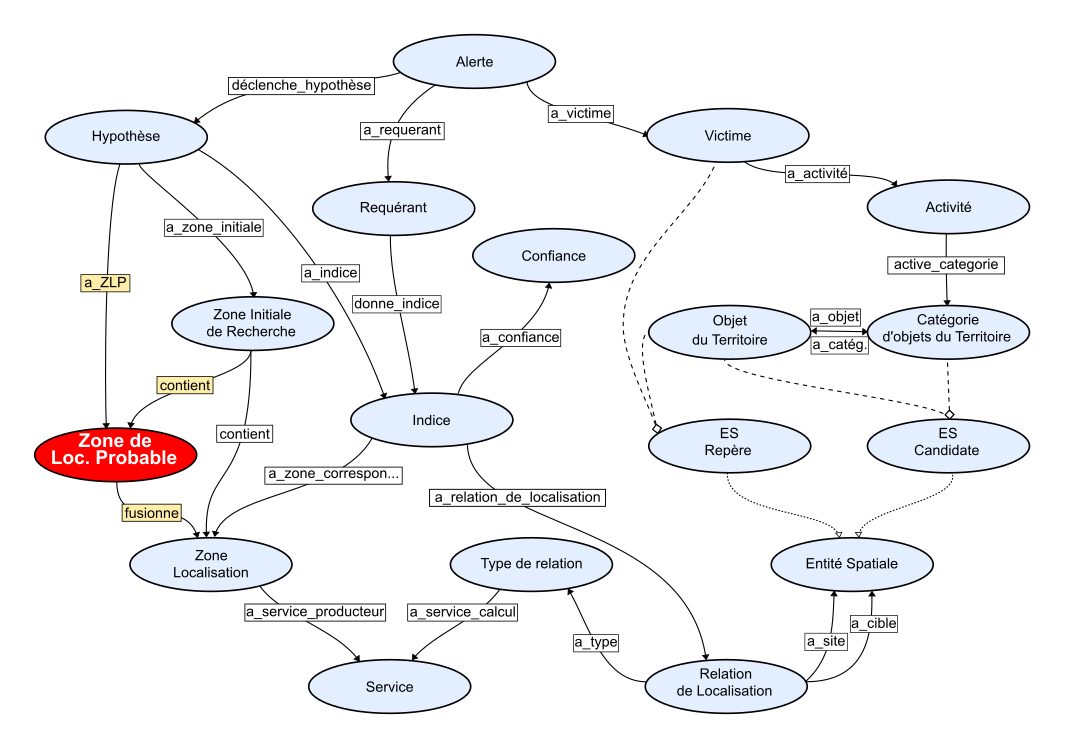 Alerte
déclenche_hypothèse
a_victime
a_requerant
Hypothèse
Victime
a_activité
Requérant
Activité
a_zone_initiale
Confiance
active_categorie
a_indice
a_ZLP
donne_indice
Zone Initiale
de Recherche
a_confiance
Objet
du Territoire
a_objet
a_catég.
Catégorie
d'objets du Territoire
contient
Indice
contient
ES
Repère
ES
Candidate
Zone de
Loc. Probable
a_zone_correspon...
a_relation_de_localisation
fusionne
Zone
Localisation
Type de relation
Entité Spatiale
a_service_producteur
a_service_calcul
a_cible
a_type
a_site
Service
Relation
de Localisation